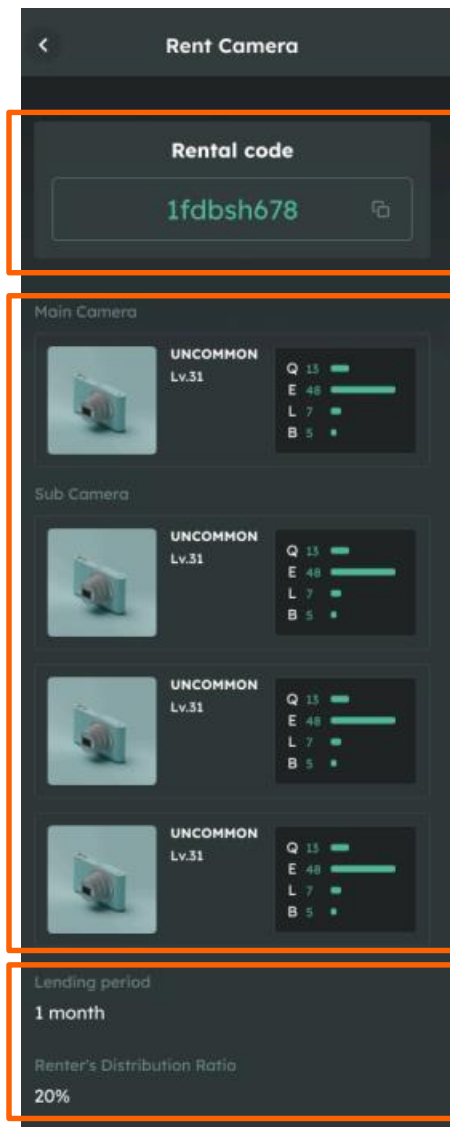 Rent Camera
Rental code
1fdbsh678
Main Camera
UNCOMMON
Lv.31
Q 13
E 48
L 7
B 5
Sub Camera
UNCOMMON
Lv.31
Q 13
E 48
L 7
B 5
UNCOMMON
Lv.31
Q 13
E 48
L 7
B 5
UNCOMMON
Lv.31
Q 13
E 48
L 7
B 5
Lending period
1 month
Renter's Distribution Ratio
20%